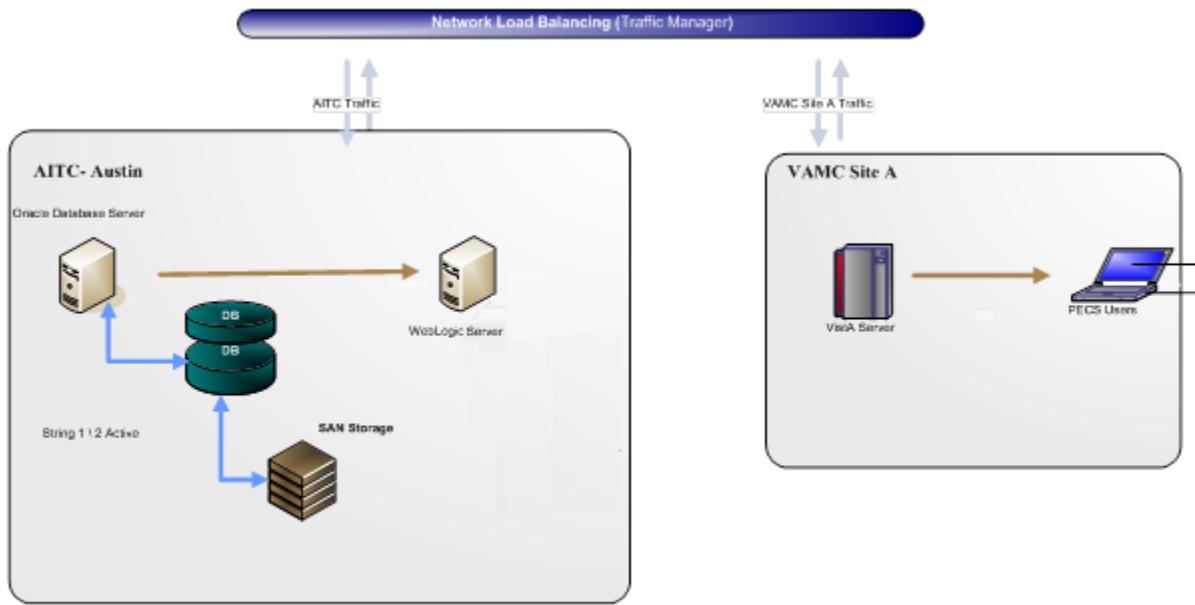 Network Load Balancing (Traffic Manager)
AITC Traffic
VAMC Site A Traffic
AITC- Austin
VAMC Site A
Oracle Database Server
DB
DB
WebLogic Server
VistA Server
DB
PECS Users
String 1 \ 2 Active
SAN Storage